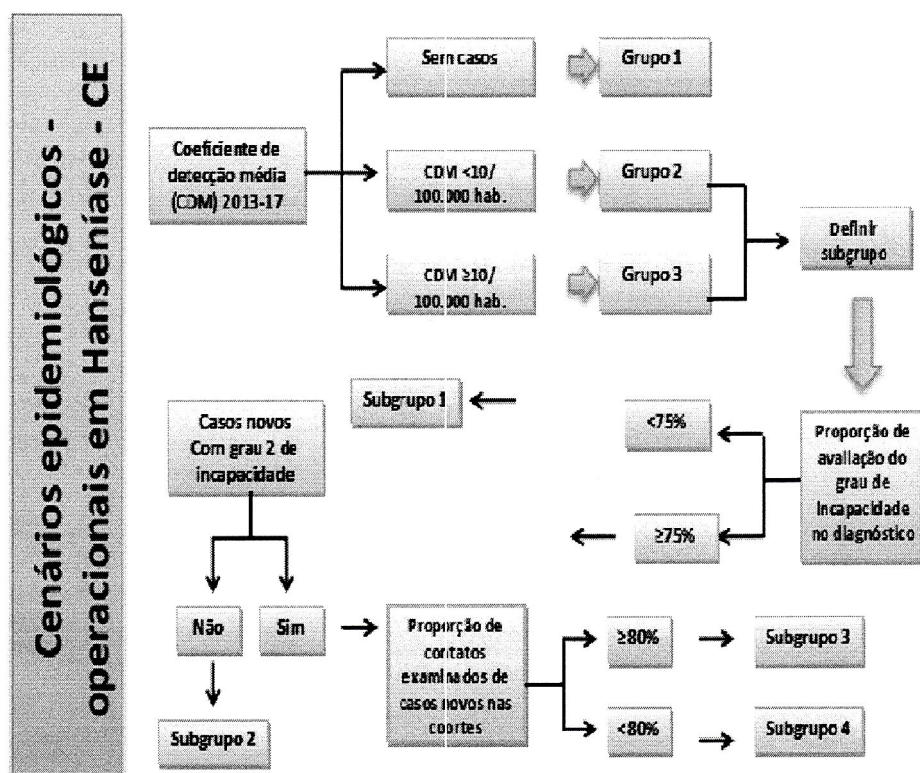 Cenários epidemiológicos -
operacionais em Hanseníase - CE
Coeficiente de
detecção média
(CDM) 2013-17
Sem casos
Grupo 1
CDM <10/
100.000 hab.
Grupo 2
CDM ≥10/
100.000 hab.
Grupo 3
Definir
subgrupo
Proporção de
avaliação do
grau de
incapacidade
no diagnóstico
<75%
≥75%
Subgrupo 1
Casos novos
Com grau 2 de
incapacidade
Não
Sim
Subgrupo 2
Proporção de
contatos
examinados de
casos novos nas
coortes
≥80%
Subgrupo 3
<80%
Subgrupo 4